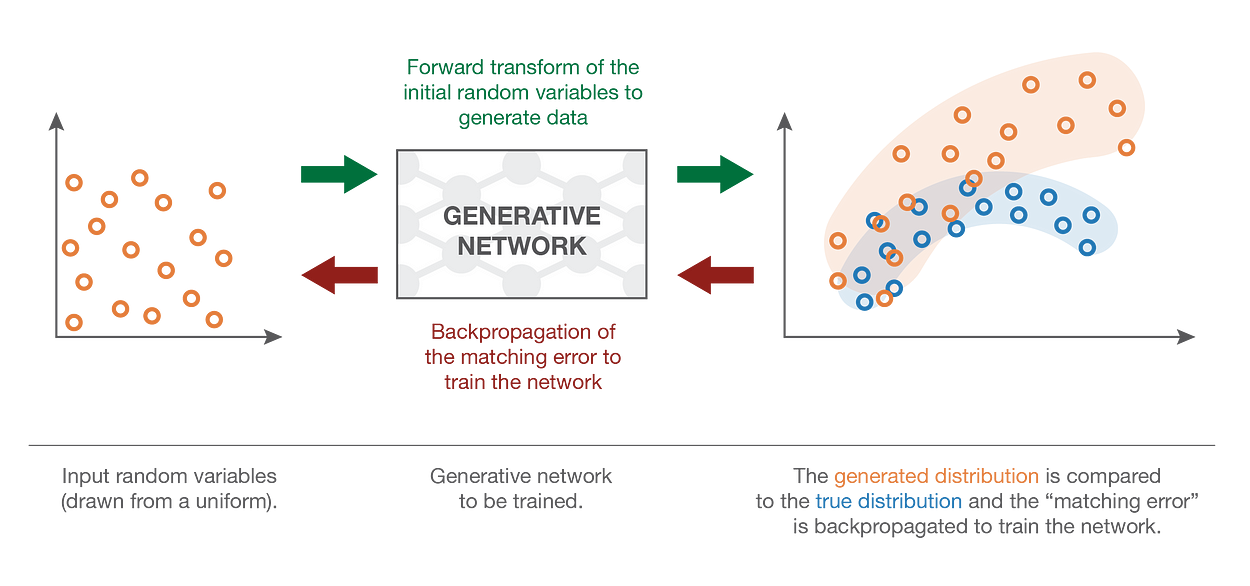 Forward transform of the
initial random variables to
generate data
GENERATIVE
NETWORK
Backpropagation of
the matching error to
train the network
Input random variables
(drawn from a uniform).
Generative network
to be trained.
The generated distribution is compared
to the true distribution and the “matching error”
is backpropagated to train the network.